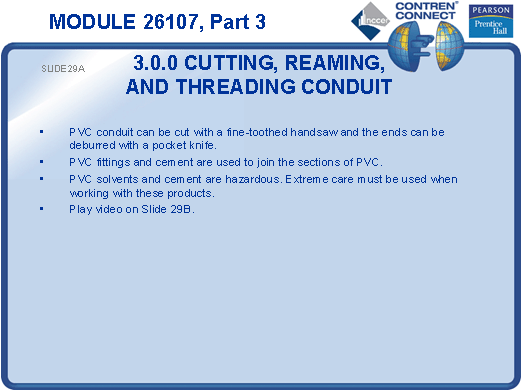 MODULE 26107, Part 3
nccer
CONTREN®
CONNECT
PEARSON
Prentice
Hall
SLIDE 29A
3.0.0 CUTTING, REAMING,
AND THREADING CONDUIT
• PVC conduit can be cut with a fine-toothed handsaw and the ends can be
deburred with a pocket knife.
• PVC fittings and cement are used to join the sections of PVC.
• PVC solvents and cement are hazardous. Extreme care must be used when
working with these products.
• Play video on Slide 29B.